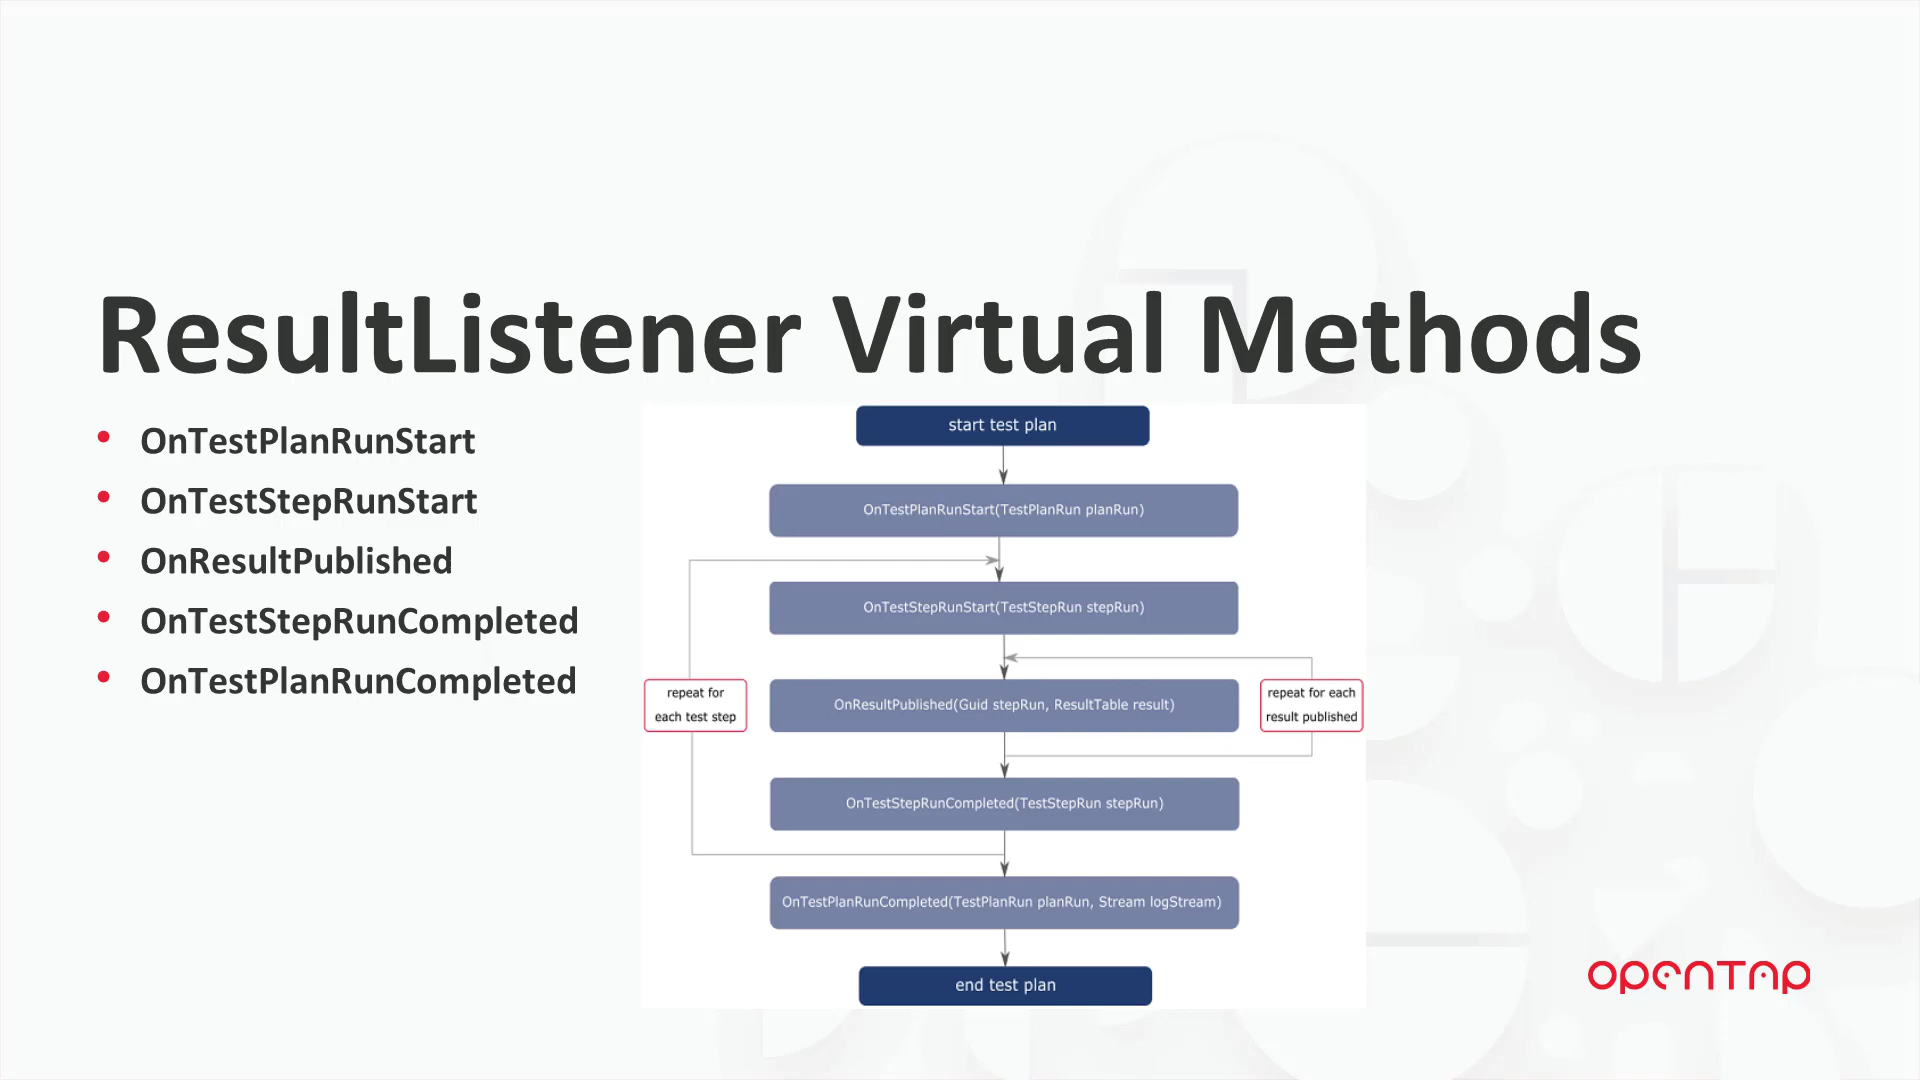 ResultListener Virtual Methods
• OnTestPlanRunStart
• OnTestStepRunStart
• OnResultPublished
• OnTestStepRunCompleted
• OnTestPlanRunCompleted
start test plan
OnTestPlanRunStart(TestPlanRun planRun)
OnTestStepRunStart(TestStepRun stepRun)
repeat for
each test step
OnResultPublished(Guid stepRun, ResultTable result)
repeat for each
result published
OnTestStepRunCompleted(TestStepRun stepRun)
OnTestPlanRunCompleted(TestPlanRun planRun, Stream logStream)
end test plan
OPENTAP